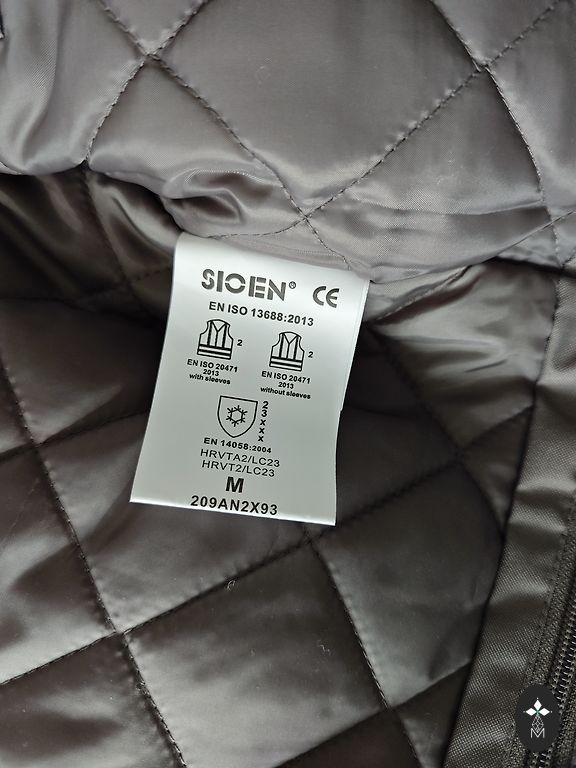 SIOEN® CE
EN ISO 13688:2013
2
2
EN ISO 20471
2013
with sleeves
EN ISO 20471
2013
without sleeves
2
3
x
x
x
EN 14058:2004
HRVTA2/LC23
HRVT2/LC23
M
209AN2X93
M